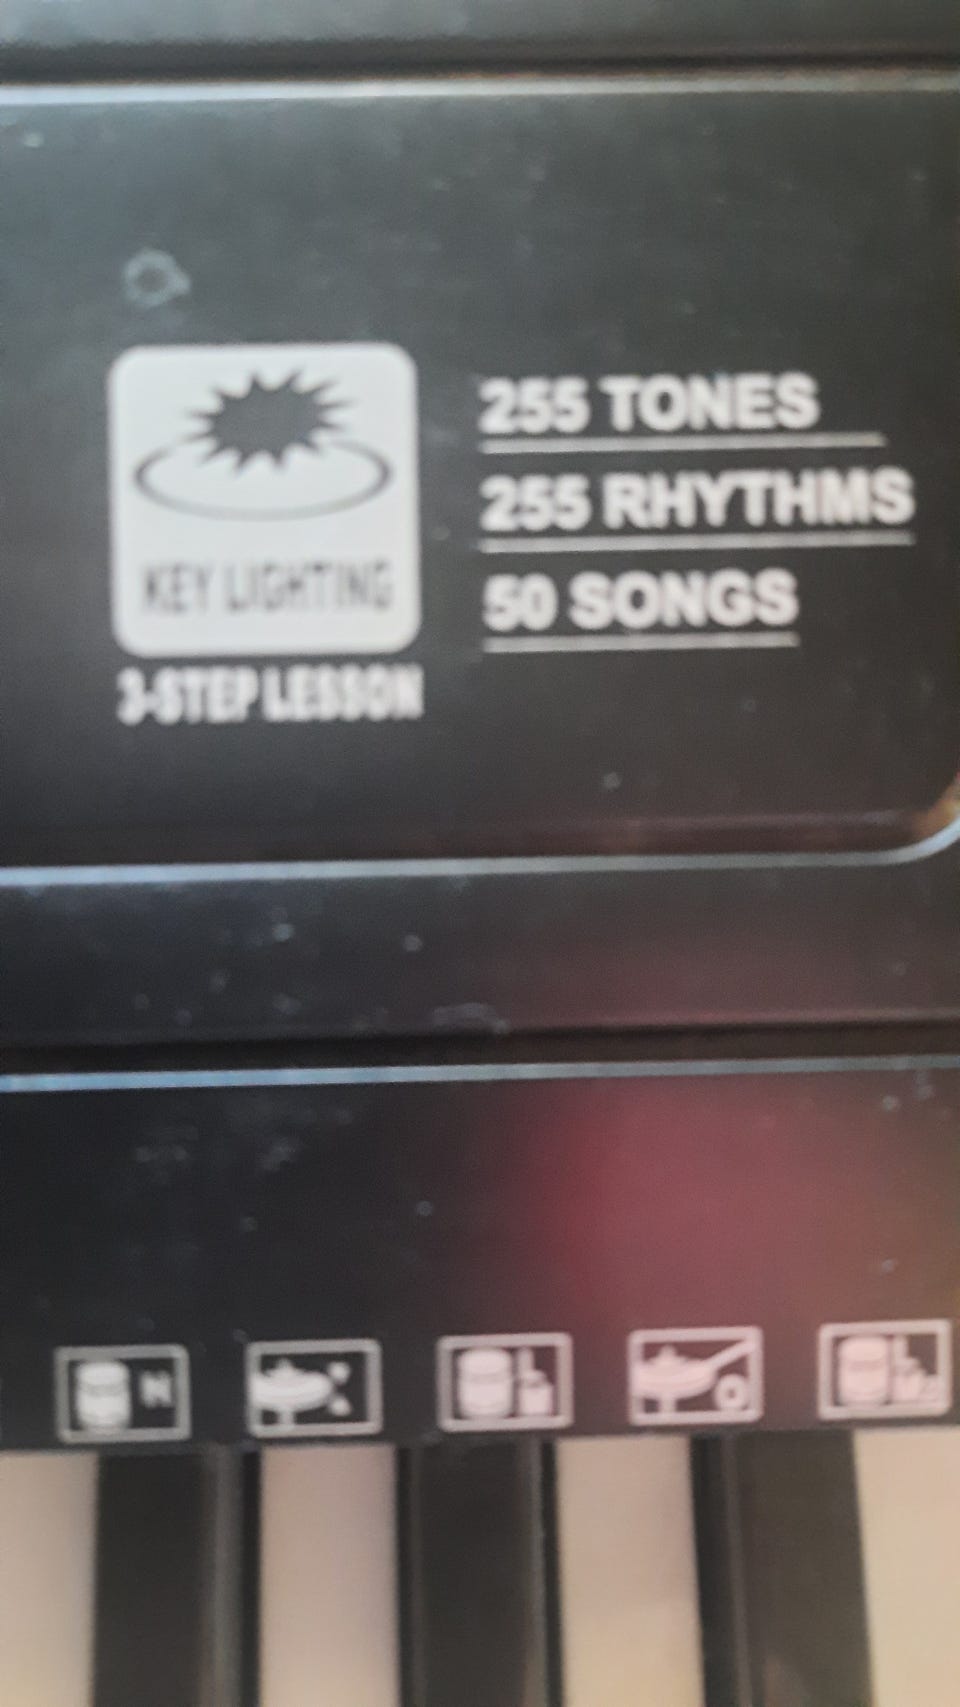 255 TONES
255 RHYTHMS
50 SONGS
KEY LIGHTING
3-STEP LESSON